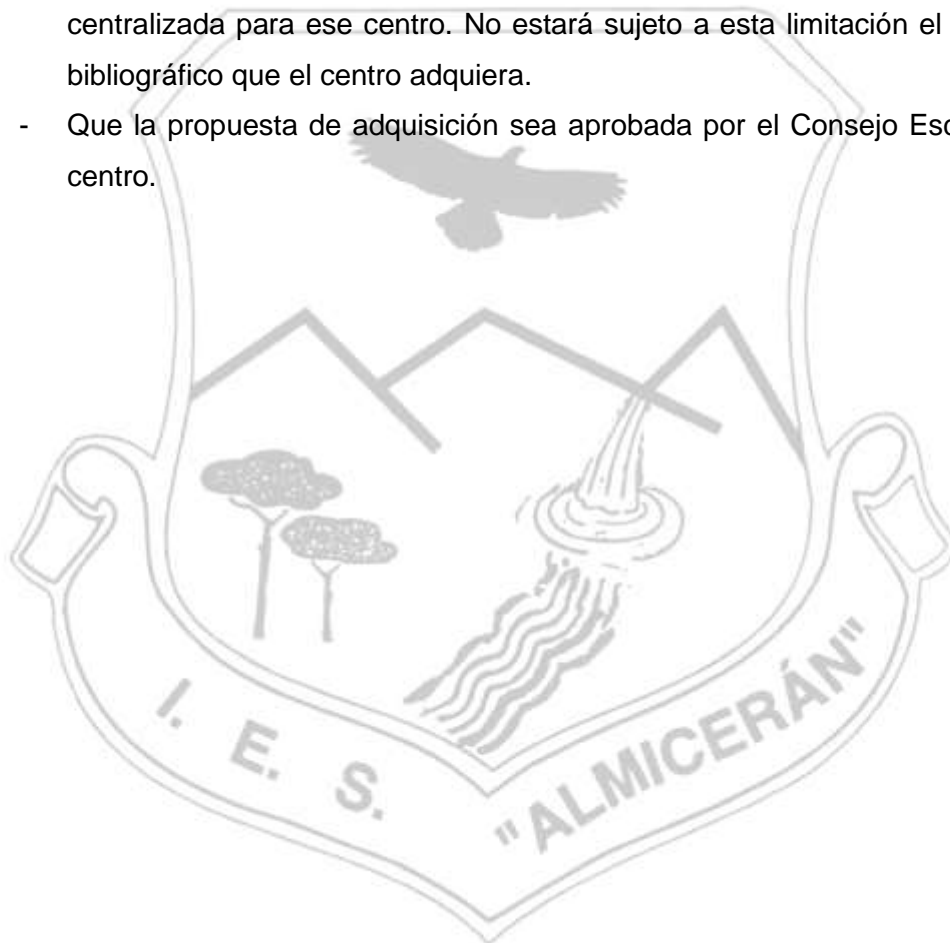 centralizada para ese centro. No estará sujeto a esta limitación el
bibliográfico que el centro adquiera.
- Que la propuesta de adquisición sea aprobada por el Consejo
centro.
I. E. S. "ALMICERÁN"